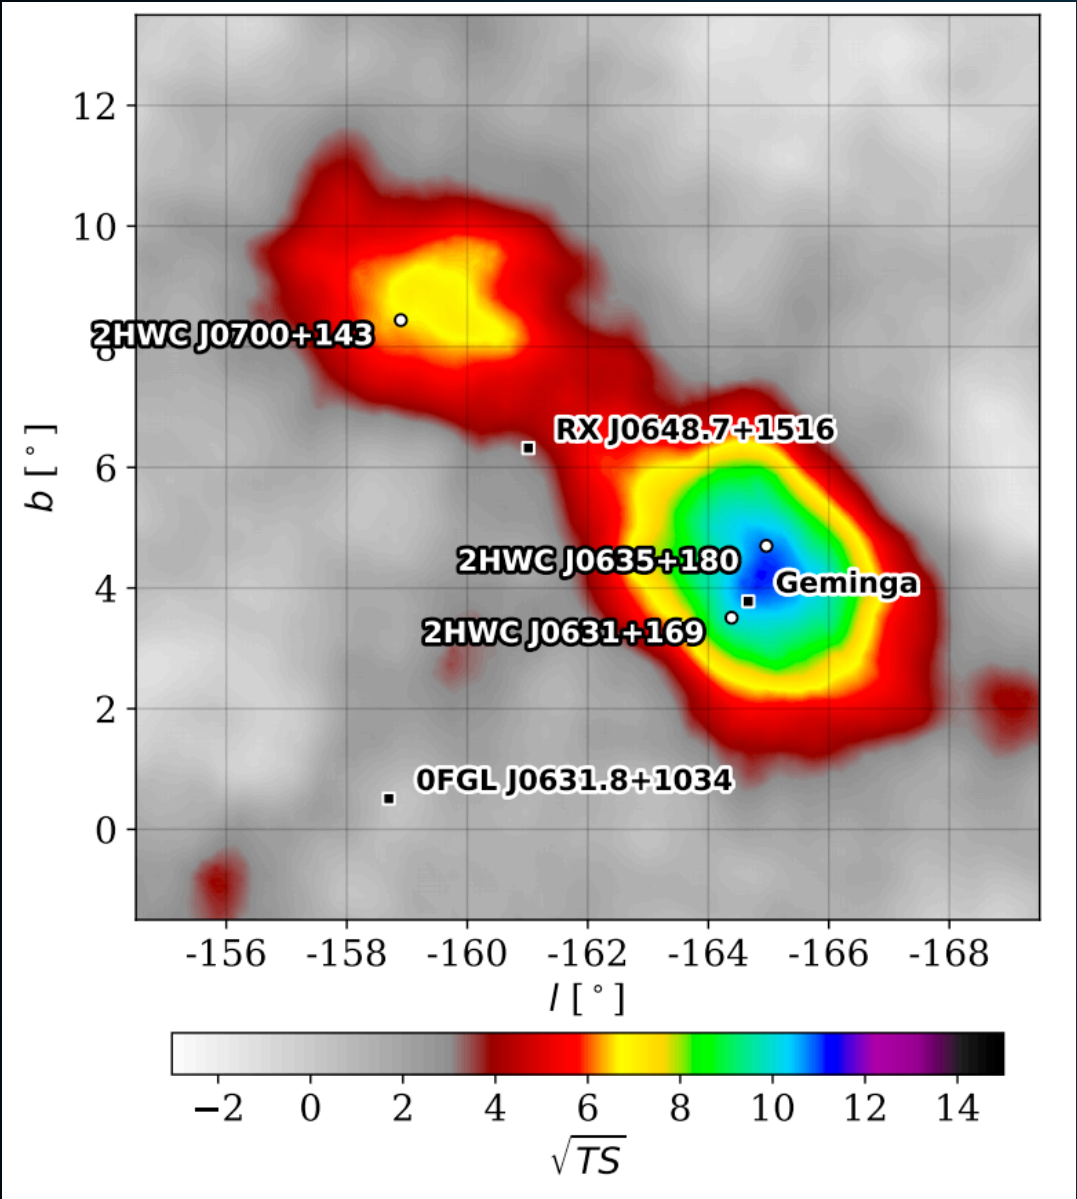 12
10
2HWC J0700+143
8
RX J0648.7+1516
b [°]
6
2HWC J0635+180
Geminga
4
2HWC J0631+169
2
0FGL J0631.8+1034
0
-156 -158 -160 -162 -164 -166 -168
l [°]
−2 0 2 4 6 8 10 12 14
√TS